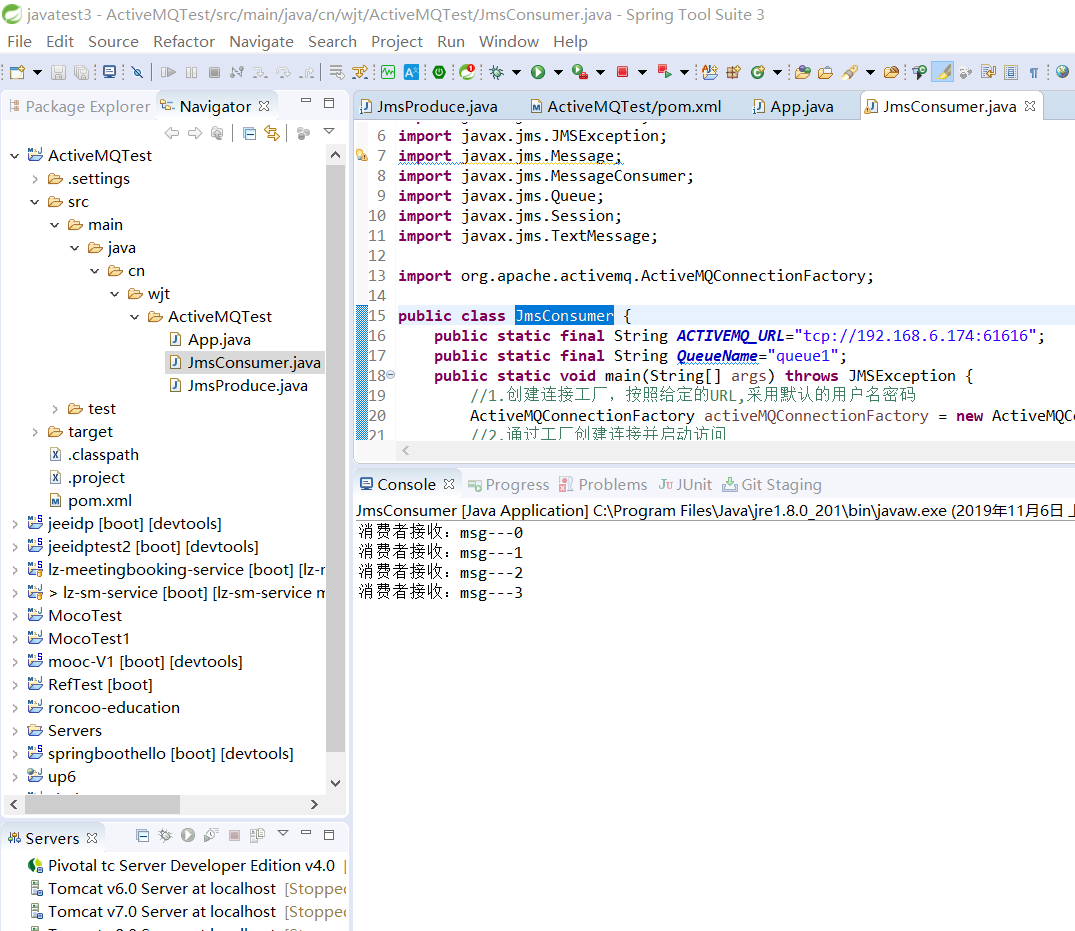 javatest3 - ActiveMQTest/src/main/java/cn/wjt/ActiveMQTest/JmsConsumer.java - Spring Tool Suite 3
File Edit Source Refactor Navigate Search Project Run Window Help
Package Explorer Navigator
ActiveMQTest
.settings
src
main
java
cn
wjt
ActiveMQTest
App.java
JmsConsumer.java
JmsProduce.java
test
target
.classpath
.project
pom.xml
jeeidp [boot] [devtools]
jeeidptest2 [boot] [devtools]
lz-meetingbooking-service [boot] [lz-r
> lz-sm-service [boot] [lz-sm-service m
MocoTest
MocoTest1
mooc-V1 [boot] [devtools]
RefTest [boot]
roncoo-education
Servers
springboothello [boot] [devtools]
up6
Servers
Pivotal tc Server Developer Edition v4.0
Tomcat v6.0 Server at localhost [Stopped
Tomcat v7.0 Server at localhost [Stopped
JmsProduce.java ActiveMQTest/pom.xml App.java JmsConsumer.java
6 import javax.jms.JMSException;
7 import javax.jms.Message;
8 import javax.jms.MessageConsumer;
9 import javax.jms.Queue;
10 import javax.jms.Session;
11 import javax.jms.TextMessage;
12
13 import org.apache.activemq.ActiveMQConnectionFactory;
14
15 public class JmsConsumer {
16 public static final String ACTIVEMQ_URL="tcp://192.168.6.174:61616";
17 public static final String QueueName="queue1";
18 public static void main(String[] args) throws JMSException {
19 //1.创建连接工厂，按照给定的URL,采用默认的用户名密码
20 ActiveMQConnectionFactory activeMQConnectionFactory = new ActiveMQCo
21 //2.通过工厂创建连接并启动访问
Console Progress Problems JUnit Git Staging
JmsConsumer [Java Application] C:\Program Files\Java\jre1.8.0_201\bin\javaw.exe (2019年11月6日 上
消费者接收：msg---0
消费者接收：msg---1
消费者接收：msg---2
消费者接收：msg---3